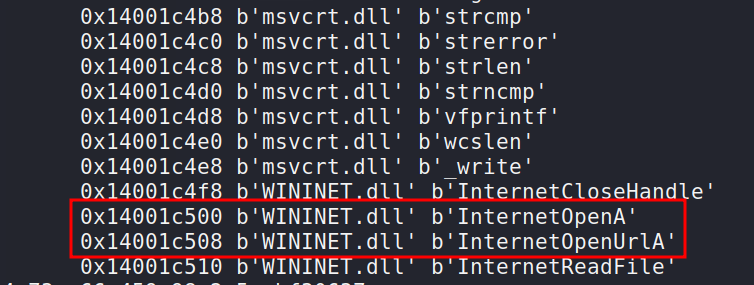 0x14001c4b8 b'msvcrt.dll' b'strcmp'
0x14001c4c0 b'msvcrt.dll' b'strerror'
0x14001c4c8 b'msvcrt.dll' b'strlen'
0x14001c4d0 b'msvcrt.dll' b'strncmp'
0x14001c4d8 b'msvcrt.dll' b'vfprintf'
0x14001c4e0 b'msvcrt.dll' b'wcslen'
0x14001c4e8 b'msvcrt.dll' b'_write'
0x14001c4f8 b'WININET.dll' b'InternetCloseHandle'
0x14001c500 b'WININET.dll' b'InternetOpenA'
0x14001c508 b'WININET.dll' b'InternetOpenUrlA'
0x14001c510 b'WININET.dll' b'InternetReadFile'